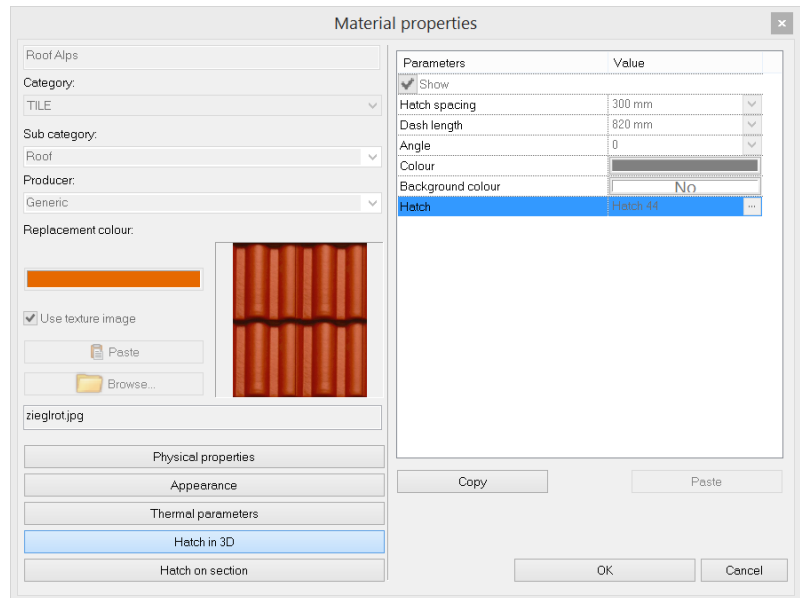 Material properties
Roof Alps
Category:
TILE
Sub category:
Roof
Producer:
Generic
Replacement colour:
Use texture image
Paste
Browse...
zieglrot.jpg
Physical properties
Appearance
Thermal parameters
Hatch in 3D
Hatch on section
Parameters Value
Show
Hatch spacing 300 mm
Dash length 820 mm
Angle 0
Colour
Background colour No
Hatch Hatch 44 ...
Copy Paste
OK Cancel